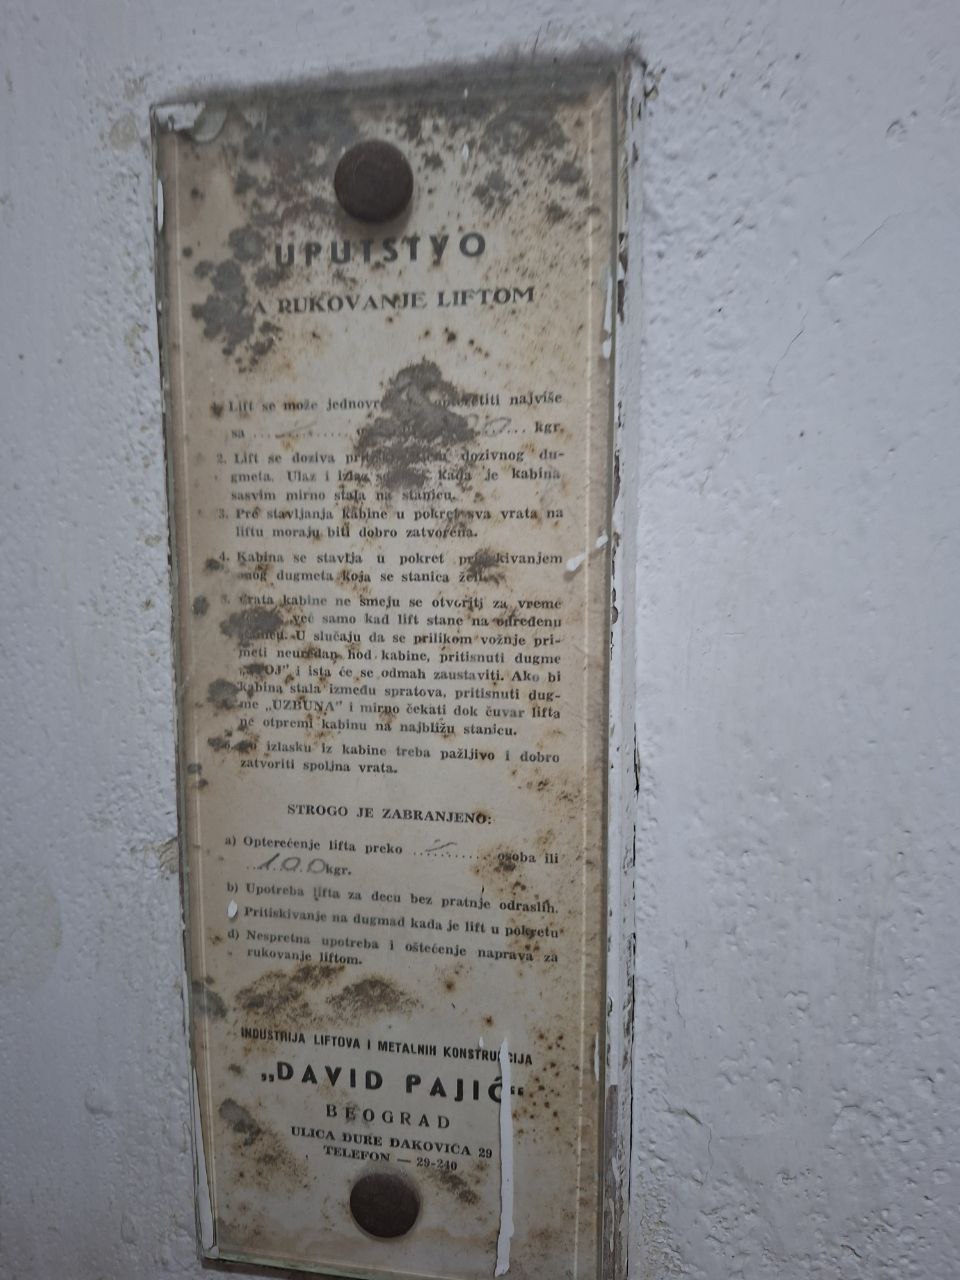 UPUTSTVO
A RUKOVANJE LIFTOM
Lift se može najviše
sa kgr.
2. Lift se doziva dozivnog du-
gmeta. Ulaz i izlaz kada je kabina
sasvim mirno stala na stanicu.
3. Pre stavljanja kabine u pokret sva vrata na
liftu moraju biti dobro zatvorena.
4. Kabina se stavlja u pokret
onog dugmeta koja se stanica želi.
vrata kabine ne smeju se otvoriti za vreme
već samo kad lift stane na određenu
U slučaju da se prilikom vožnje pri-
meti neuredan hod kabine, pritisnuti dugme
i ista će se odmah zaustaviti. Ako bi
kabina stala između spratova, pritisnuti dug-
me „UZBUNA” i mirno čekati dok čuvar lifta
ne otpremi kabinu na najbližu stanicu.
izlasku iz kabine treba pažljivo i dobro
zatvoriti spoljna vrata.
STROGO JE ZABRANJENO:
a) Opterećenje lifta preko ........... osoba ili
kgr.
b) Upotreba lifta za decu bez pratnje odraslih.
Pritiskivanje na dugmad kada je lift u pokretu
d) Nespretna upotreba i oštećenje naprava za
rukovanje liftom.
INDUSTRIJA LIFTOVA I METALNIH KONSTRUKCIJA
„DAVID PAJIĆ“
BEOGRAD
ULICA ĐURE ĐAKOVIĆA 29
TELEFON — 29-240